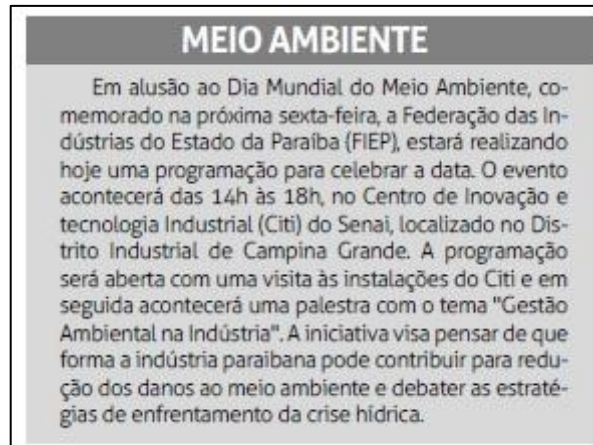 MEIO AMBIENTE
Em alusão ao Dia Mundial do Meio Ambiente, co-
memorado na próxima sexta-feira, a Federação das In-
dústrias do Estado da Paraíba (FIEP), estará realizando
hoje uma programação para celebrar a data. O evento
acontecerá das 14h às 18h, no Centro de Inovação e
tecnologia Industrial (Citi) do Senai, localizado no Dis-
trito Industrial de Campina Grande. A programação
será aberta com uma visita às instalações do Citi e em
seguida acontecerá uma palestra com o tema "Gestão
Ambiental na Indústria". A iniciativa visa pensar de que
forma a indústria paraibana pode contribuir para redu-
ção dos danos ao meio ambiente e debater as estraté-
gias de enfrentamento da crise hídrica.